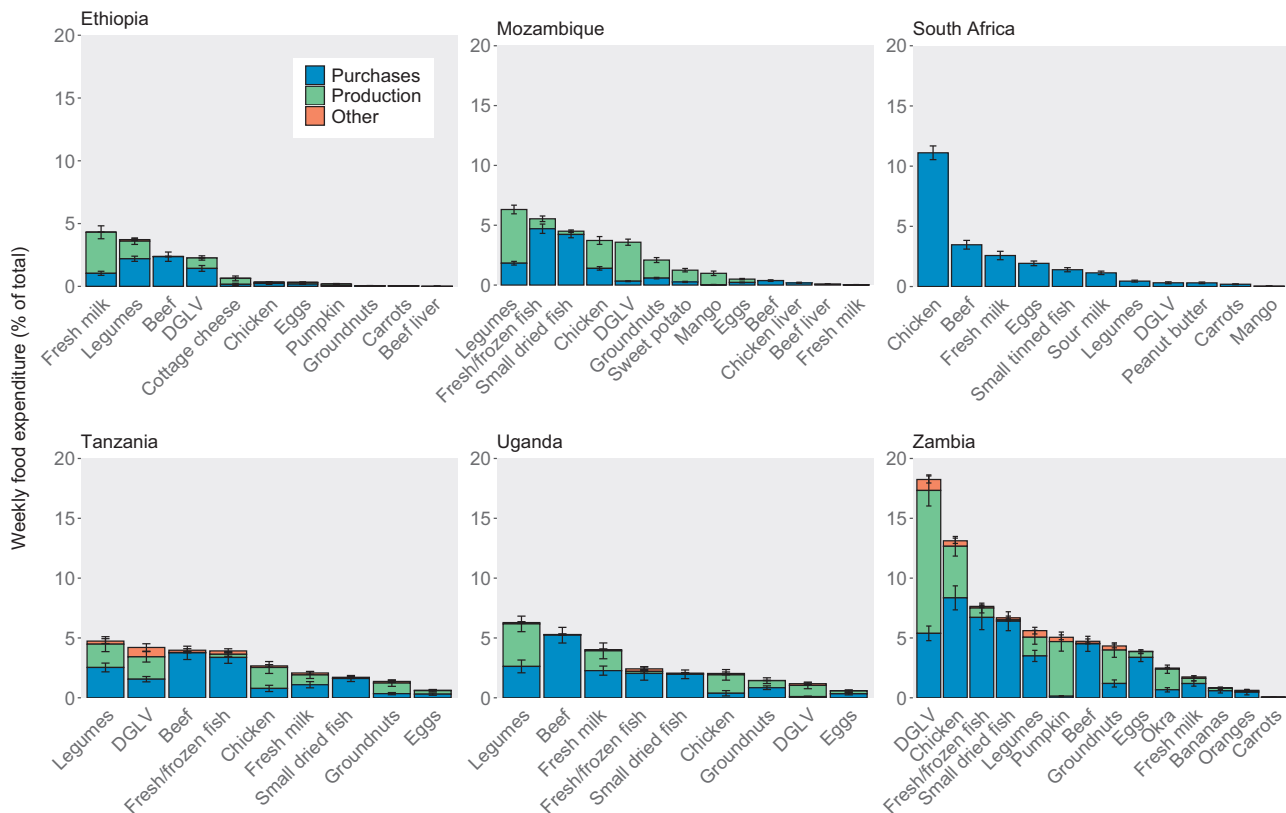 Ethiopia
20
15
10
5
0
Purchases
Production
Other
Fresh milk
Legumes
Beef
DGLV
Cottage cheese
Chicken
Eggs
Pumpkin
Groundnuts
Carrots
Beef liver
Mozambique
20
15
10
5
0
Legumes
Fresh/frozen fish
Small dried fish
Chicken
DGLV
Groundnuts
Sweet potato
Mango
Eggs
Beef
Chicken liver
Beef liver
Fresh milk
South Africa
20
15
10
5
0
Chicken
Beef
Fresh milk
Eggs
Small tinned fish
Sour milk
Legumes
DGLV
Peanut butter
Carrots
Mango
Weekly food expenditure (% of total)
Tanzania
20
15
10
5
0
Legumes
DGLV
Beef
Fresh/frozen fish
Chicken
Fresh milk
Small dried fish
Groundnuts
Eggs
Uganda
20
15
10
5
0
Legumes
Beef
Fresh milk
Fresh/frozen fish
Small dried fish
Chicken
Groundnuts
DGLV
Eggs
Zambia
20
15
10
5
0
DGLV
Chicken
Fresh/frozen fish
Small dried fish
Legumes
Pumpkin
Beef
Groundnuts
Eggs
Okra
Fresh milk
Bananas
Oranges
Carrots